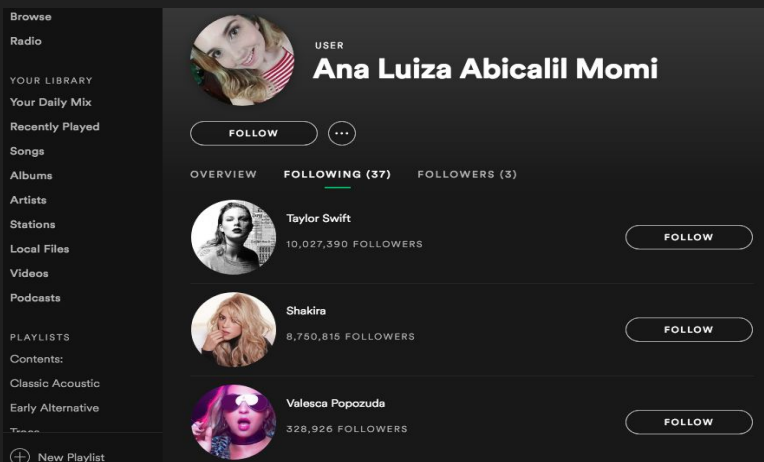 Browse
Radio
YOUR LIBRARY
Your Daily Mix
Recently Played
Songs
Albums
Artists
Stations
Local Files
Videos
Podcasts
PLAYLISTS
Contents:
Classic Acoustic
Early Alternative
New Playlist
USER
Ana Luiza Abicalil Momi
FOLLOW
OVERVIEW FOLLOWING (37) FOLLOWERS (3)
Taylor Swift
10,027,390 FOLLOWERS
FOLLOW
Shakira
8,750,815 FOLLOWERS
FOLLOW
Valesca Popozuda
328,926 FOLLOWERS
FOLLOW